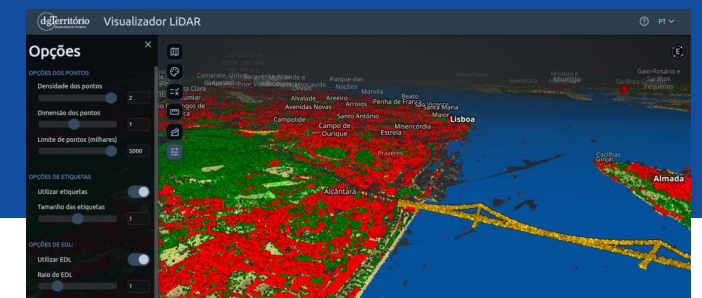 dgTerritório
Visualizador LiDAR
PT
Opções
×
OPÇÕES DOS PONTOS:
Densidade dos pontos
2
Dimensão dos pontos
1
Limite de pontos (milhares)
5000
OPÇÕES DE ETIQUETAS
Utilizar etiquetas
Tamanho das etiquetas
1
OPÇÕES DE EDL:
Utilizar EDL
Raio do EDL
1
E
Parque das
Nações
Marvila
Alvalade
Areeiro
Beato
Avenidas Novas
Arroios
Penha de França
São Vicente
Santa Maria
Maior
Campolide
Santo António
Lisboa
Campo de
Ourique
Misericórdia
Estrela
Prazeres
Alcântara
Cacilhas
Ginjal
Almada
Samouco
Montijo
Gaio-Rosário e
Sarilhos
Pequenos